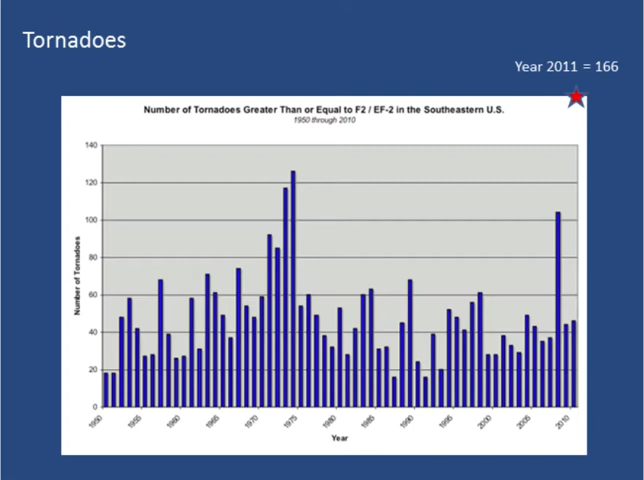 Tornadoes
Year 2011 = 166
Number of Tornadoes Greater Than or Equal to F2 / EF-2 in the Southeastern U.S.
1950 through 2010
140
120
100
80
60
40
20
0
Number of Tornadoes
1950 1955 1960 1965 1970 1975 1980 1985 1990 1995 2000 2005 2010
Year